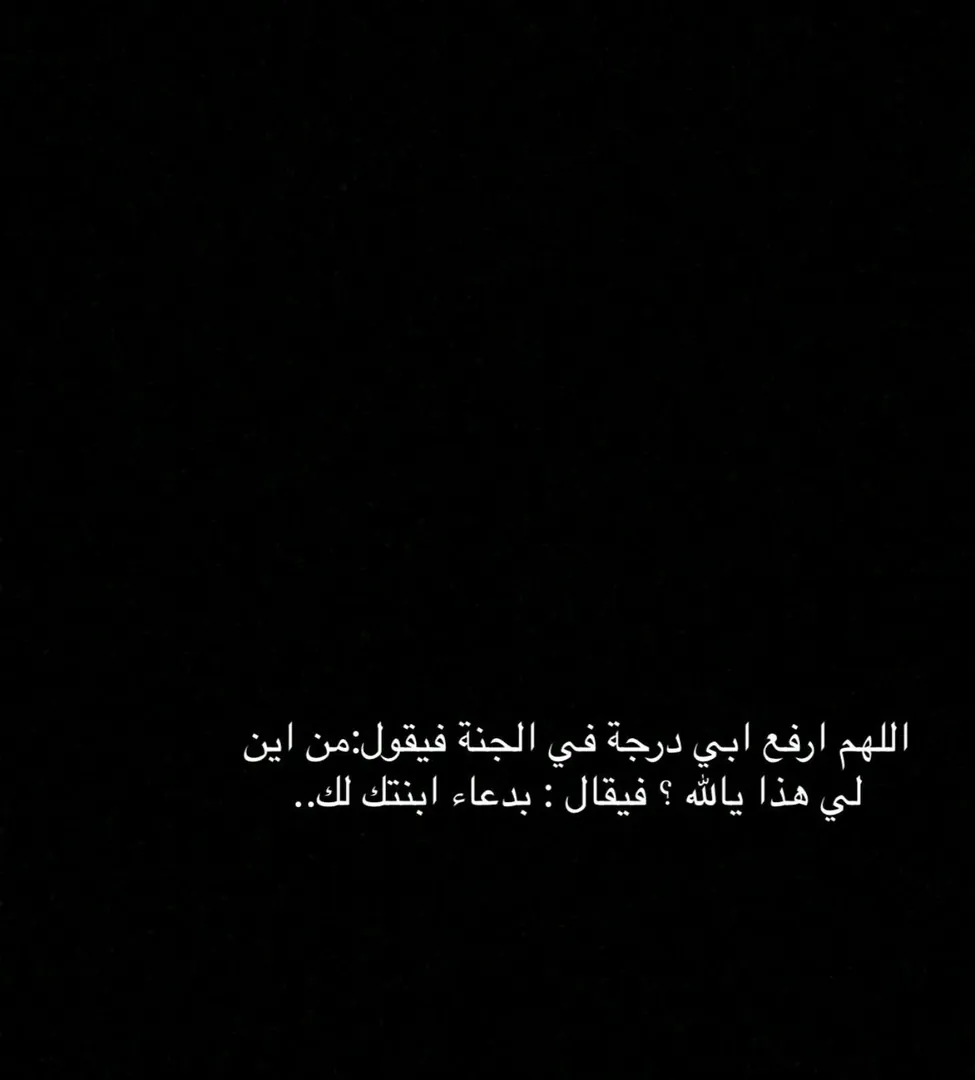 اللهم ارفع ابي درجة في الجنة فيقول:من اين
لي هذا يالله ؟ فيقال : بدعاء ابنتك لك..